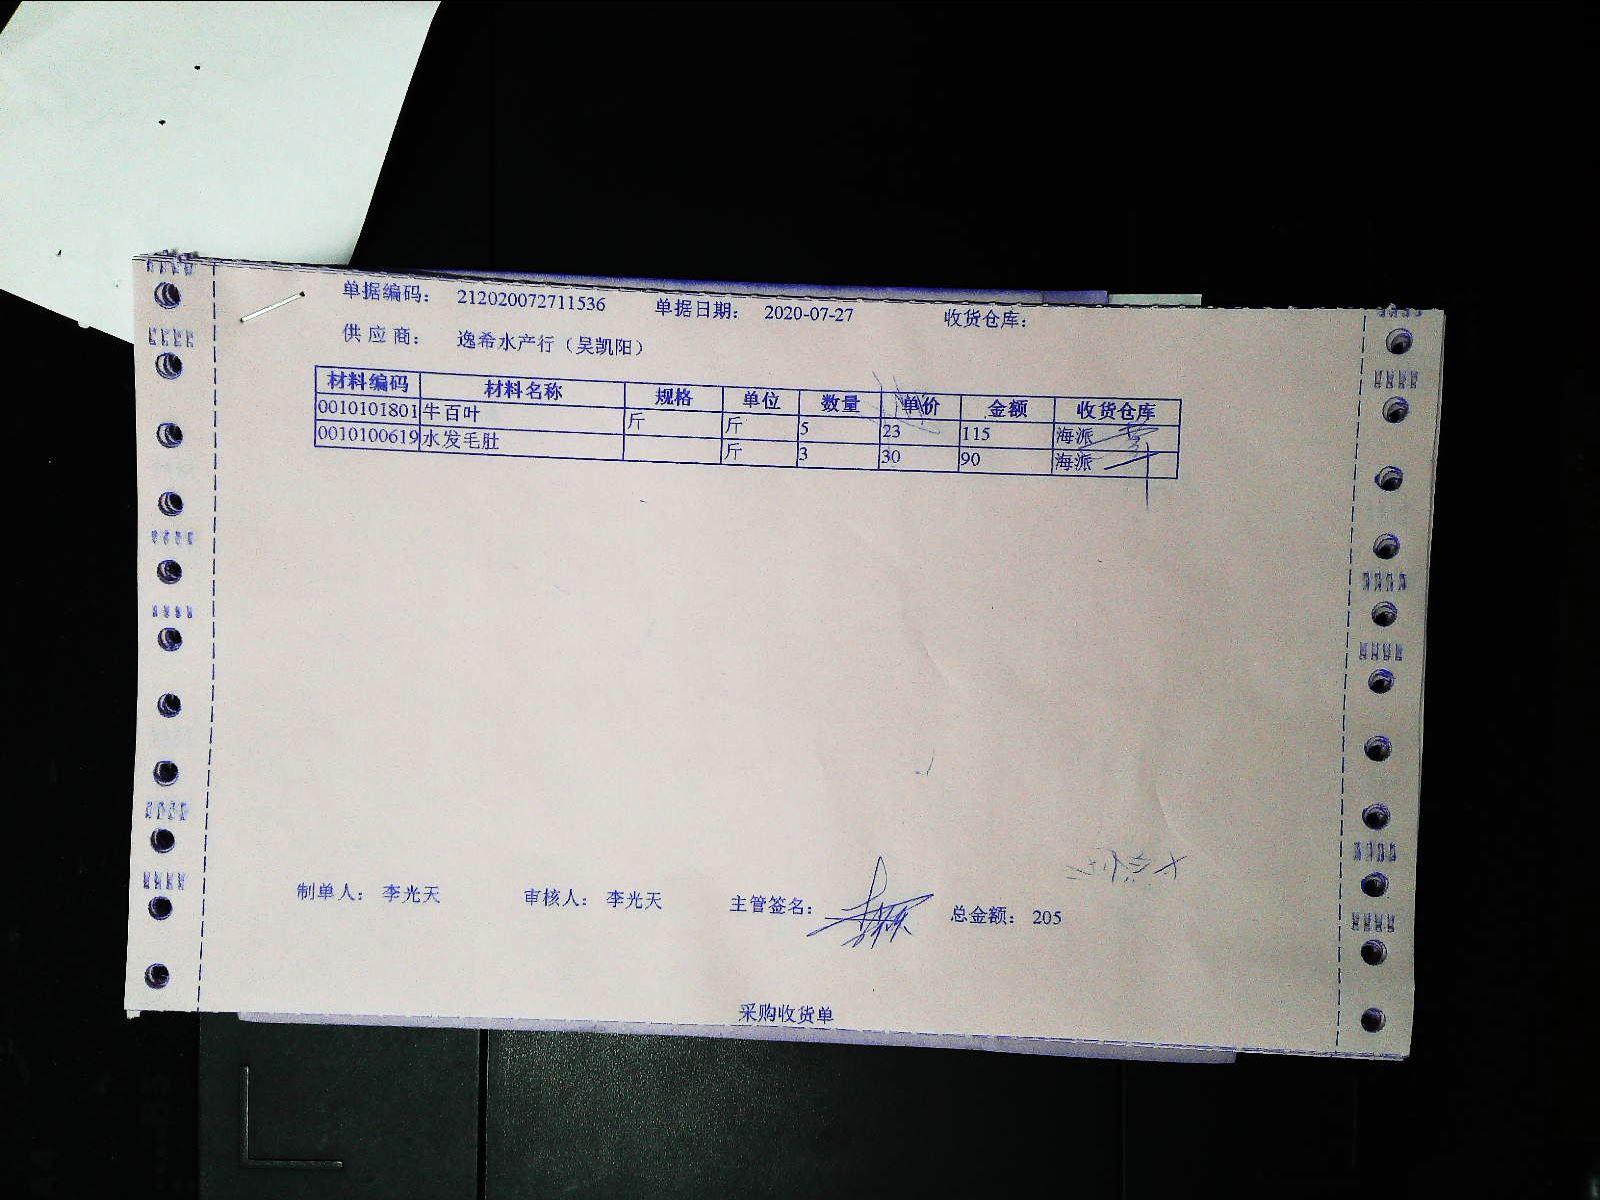 单据编码： 212020072711536 单据日期： 2020-07-27 收货仓库：
供应商： 逸希水产行（吴凯阳）
材料编码 材料名称 规格 单位 数量 单价 金额 收货仓库
0010101801 牛百叶 斤 斤 5 23 115 海派
0010100619 水发毛肚 斤 3 30 90 海派
制单人： 李光天 审核人： 李光天 主管签名： 总金额： 205
采购收货单